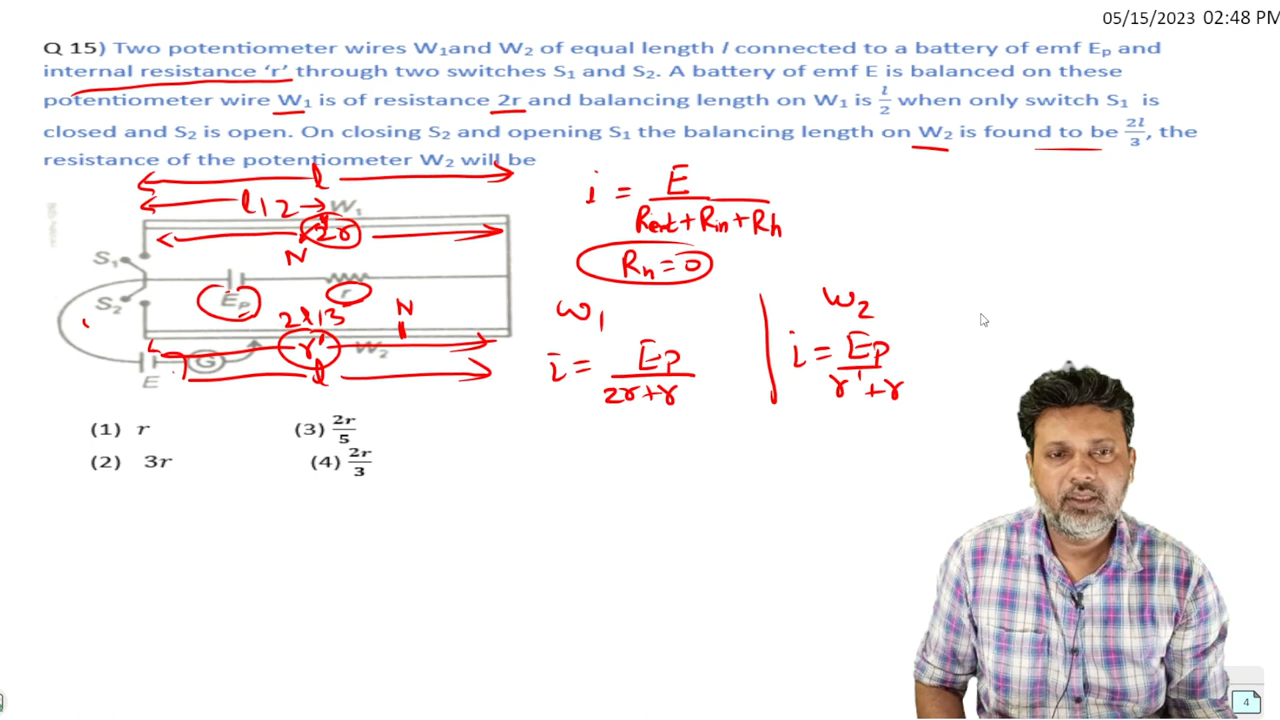 05/15/2023 02:48 PM
Q 15) Two potentiometer wires W₁and W₂ of equal length l connected to a battery of emf Eₚ and
internal resistance 'r' through two switches S₁ and S₂. A battery of emf E is balanced on these
potentiometer wire W₁ is of resistance 2r and balancing length on W₁ is l/2 when only switch S₁ is
closed and S₂ is open. On closing S₂ and opening S₁ the balancing length on W₂ is found to be 2l/3, the
resistance of the potentiometer W₂ will be
l
l/2
W₁
2r
N
S₁
Eₚ
r
S₂
2l/3
N
r'
W₂
E
G
l
i = E / (Rext + Rin + Rh)
Rh = 0
W₁
W₂
i = Ep / (2r+r)
i = Ep / (r'+r)
(1) r
(3) 2r/5
(2) 3r
(4) 2r/3
4